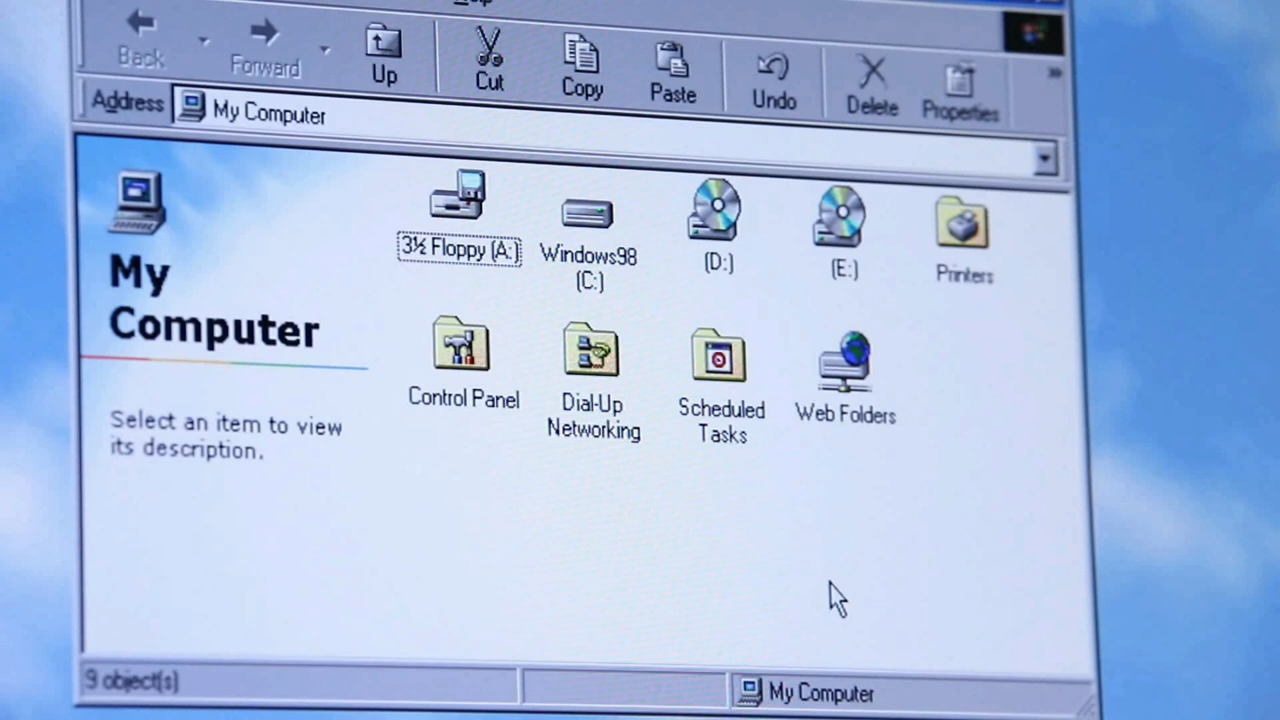 Help
Back
Forward
Up
Cut
Copy
Paste
Undo
Delete
Properties
»
Address
My Computer
My
Computer
Select an item to view
its description.
3½ Floppy (A:)
Windows98
(C:)
(D:)
(E:)
Printers
Control Panel
Dial-Up
Networking
Scheduled
Tasks
Web Folders
9 object(s)
My Computer